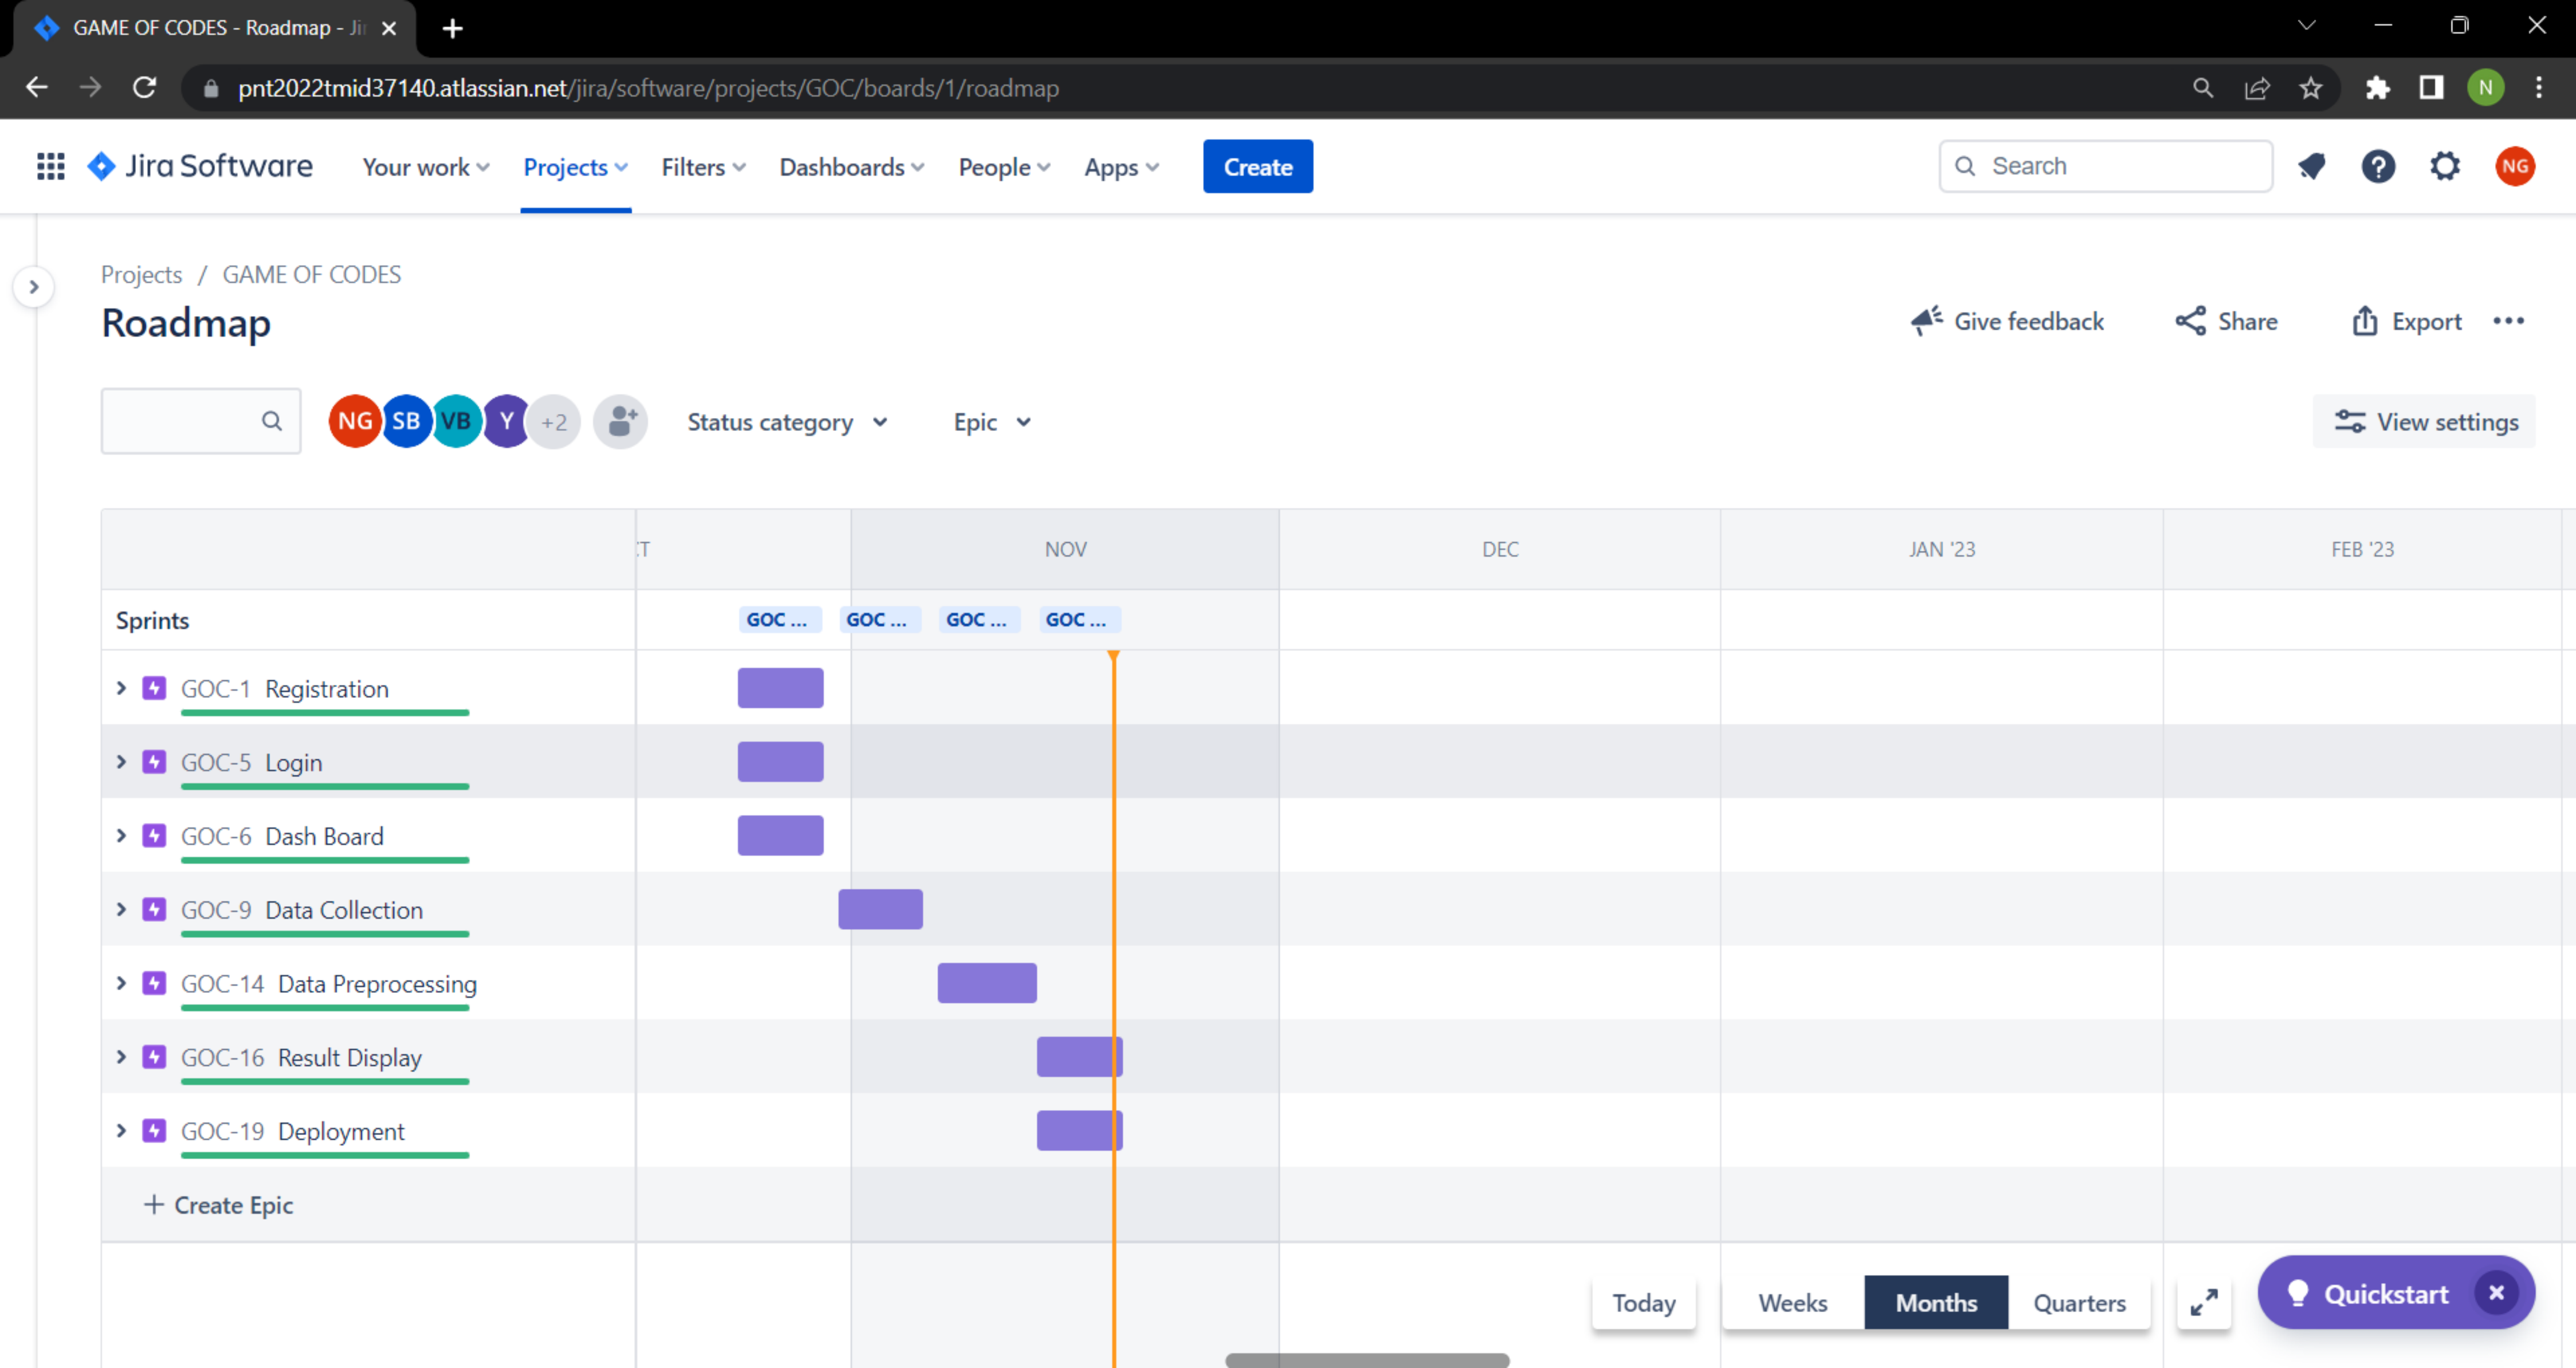 GAME OF CODES - Roadmap - Ji
pnt2022tmid37140.atlassian.net/jira/software/projects/GOC/boards/1/roadmap
N
Jira Software Your work Projects Filters Dashboards People Apps Create Search NG
Projects / GAME OF CODES
Roadmap
Give feedback Share Export
NG SB VB Y +2 Status category Epic View settings
CT NOV DEC JAN '23 FEB '23
Sprints GOC ... GOC ... GOC ... GOC ...
GOC-1 Registration
GOC-5 Login
GOC-6 Dash Board
GOC-9 Data Collection
GOC-14 Data Preprocessing
GOC-16 Result Display
GOC-19 Deployment
+ Create Epic
Today Weeks Months Quarters Quickstart